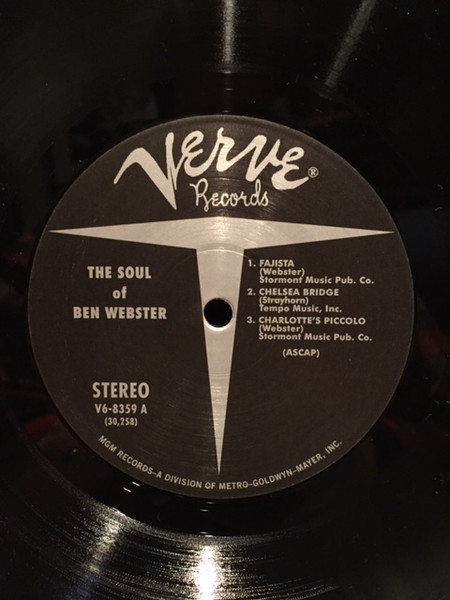 VERVE®
Records
THE SOUL
of
BEN WEBSTER
1. FAJISTA
(Webster)
Stormont Music Pub. Co.
2. CHELSEA BRIDGE
(Strayhorn)
Tempo Music, Inc.
3. CHARLOTTE'S PICCOLO
(Webster)
Stormont Music Pub. Co.
(ASCAP)
STEREO
V6-8359 A
(30,258)
MGM RECORDS—A DIVISION OF METRO-GOLDWYN-MAYER, INC.